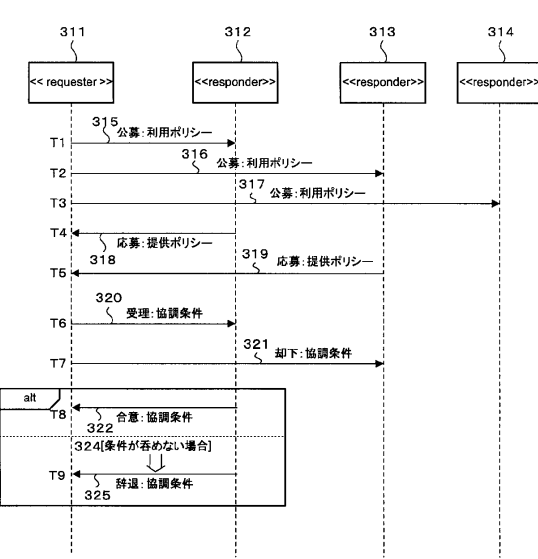 311
312
313
314
<< requester >>
<<responder>>
<<responder>>
<<responder>>
315
公募:利用ポリシー
T1
316
公募:利用ポリシー
T2
317
公募:利用ポリシー
T3
T4
応募:提供ポリシー
318
319
応募:提供ポリシー
T5
320
受理:協調条件
T6
321
却下:協調条件
T7
alt
T8
合意:協調条件
322
324[条件が呑めない場合]
T9
辞退:協調条件
325